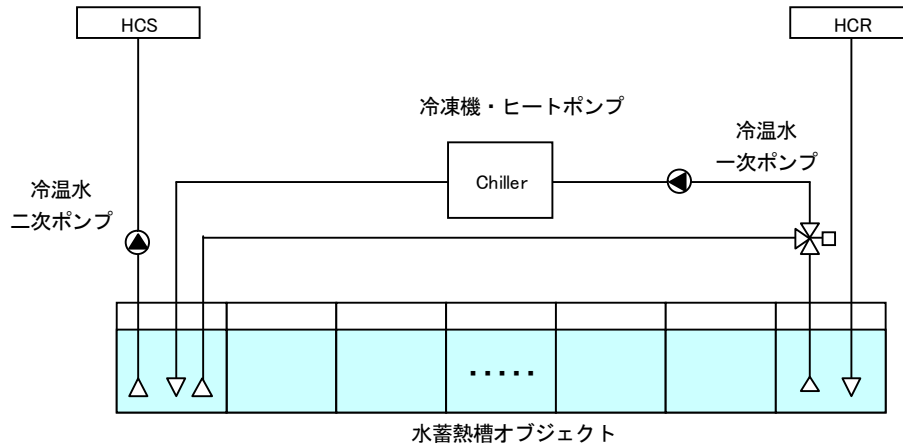 HCS
HCR
冷凍機・ヒートポンプ
冷温水
一次ポンプ
Chiller
冷温水
二次ポンプ
・・・・・
水蓄熱槽オブジェクト